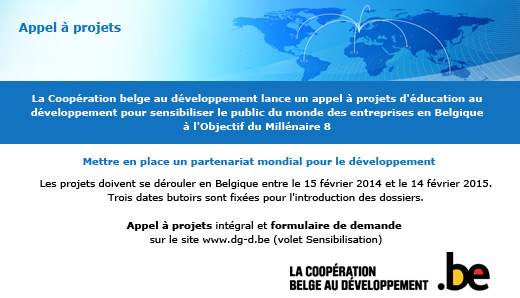 Appel à projets
La Coopération belge au développement lance un appel à projets d'éducation au
développement pour sensibiliser le public du monde des entreprises en Belgique
à l'Objectif du Millénaire 8
Mettre en place un partenariat mondial pour le développement
Les projets doivent se dérouler en Belgique entre le 15 février 2014 et le 14 février 2015.
Trois dates butoirs sont fixées pour l'introduction des dossiers.
Appel à projets intégral et formulaire de demande
sur le site www.dg-d.be (volet Sensibilisation)
LA COOPÉRATION
BELGE AU DÉVELOPPEMENT
.be